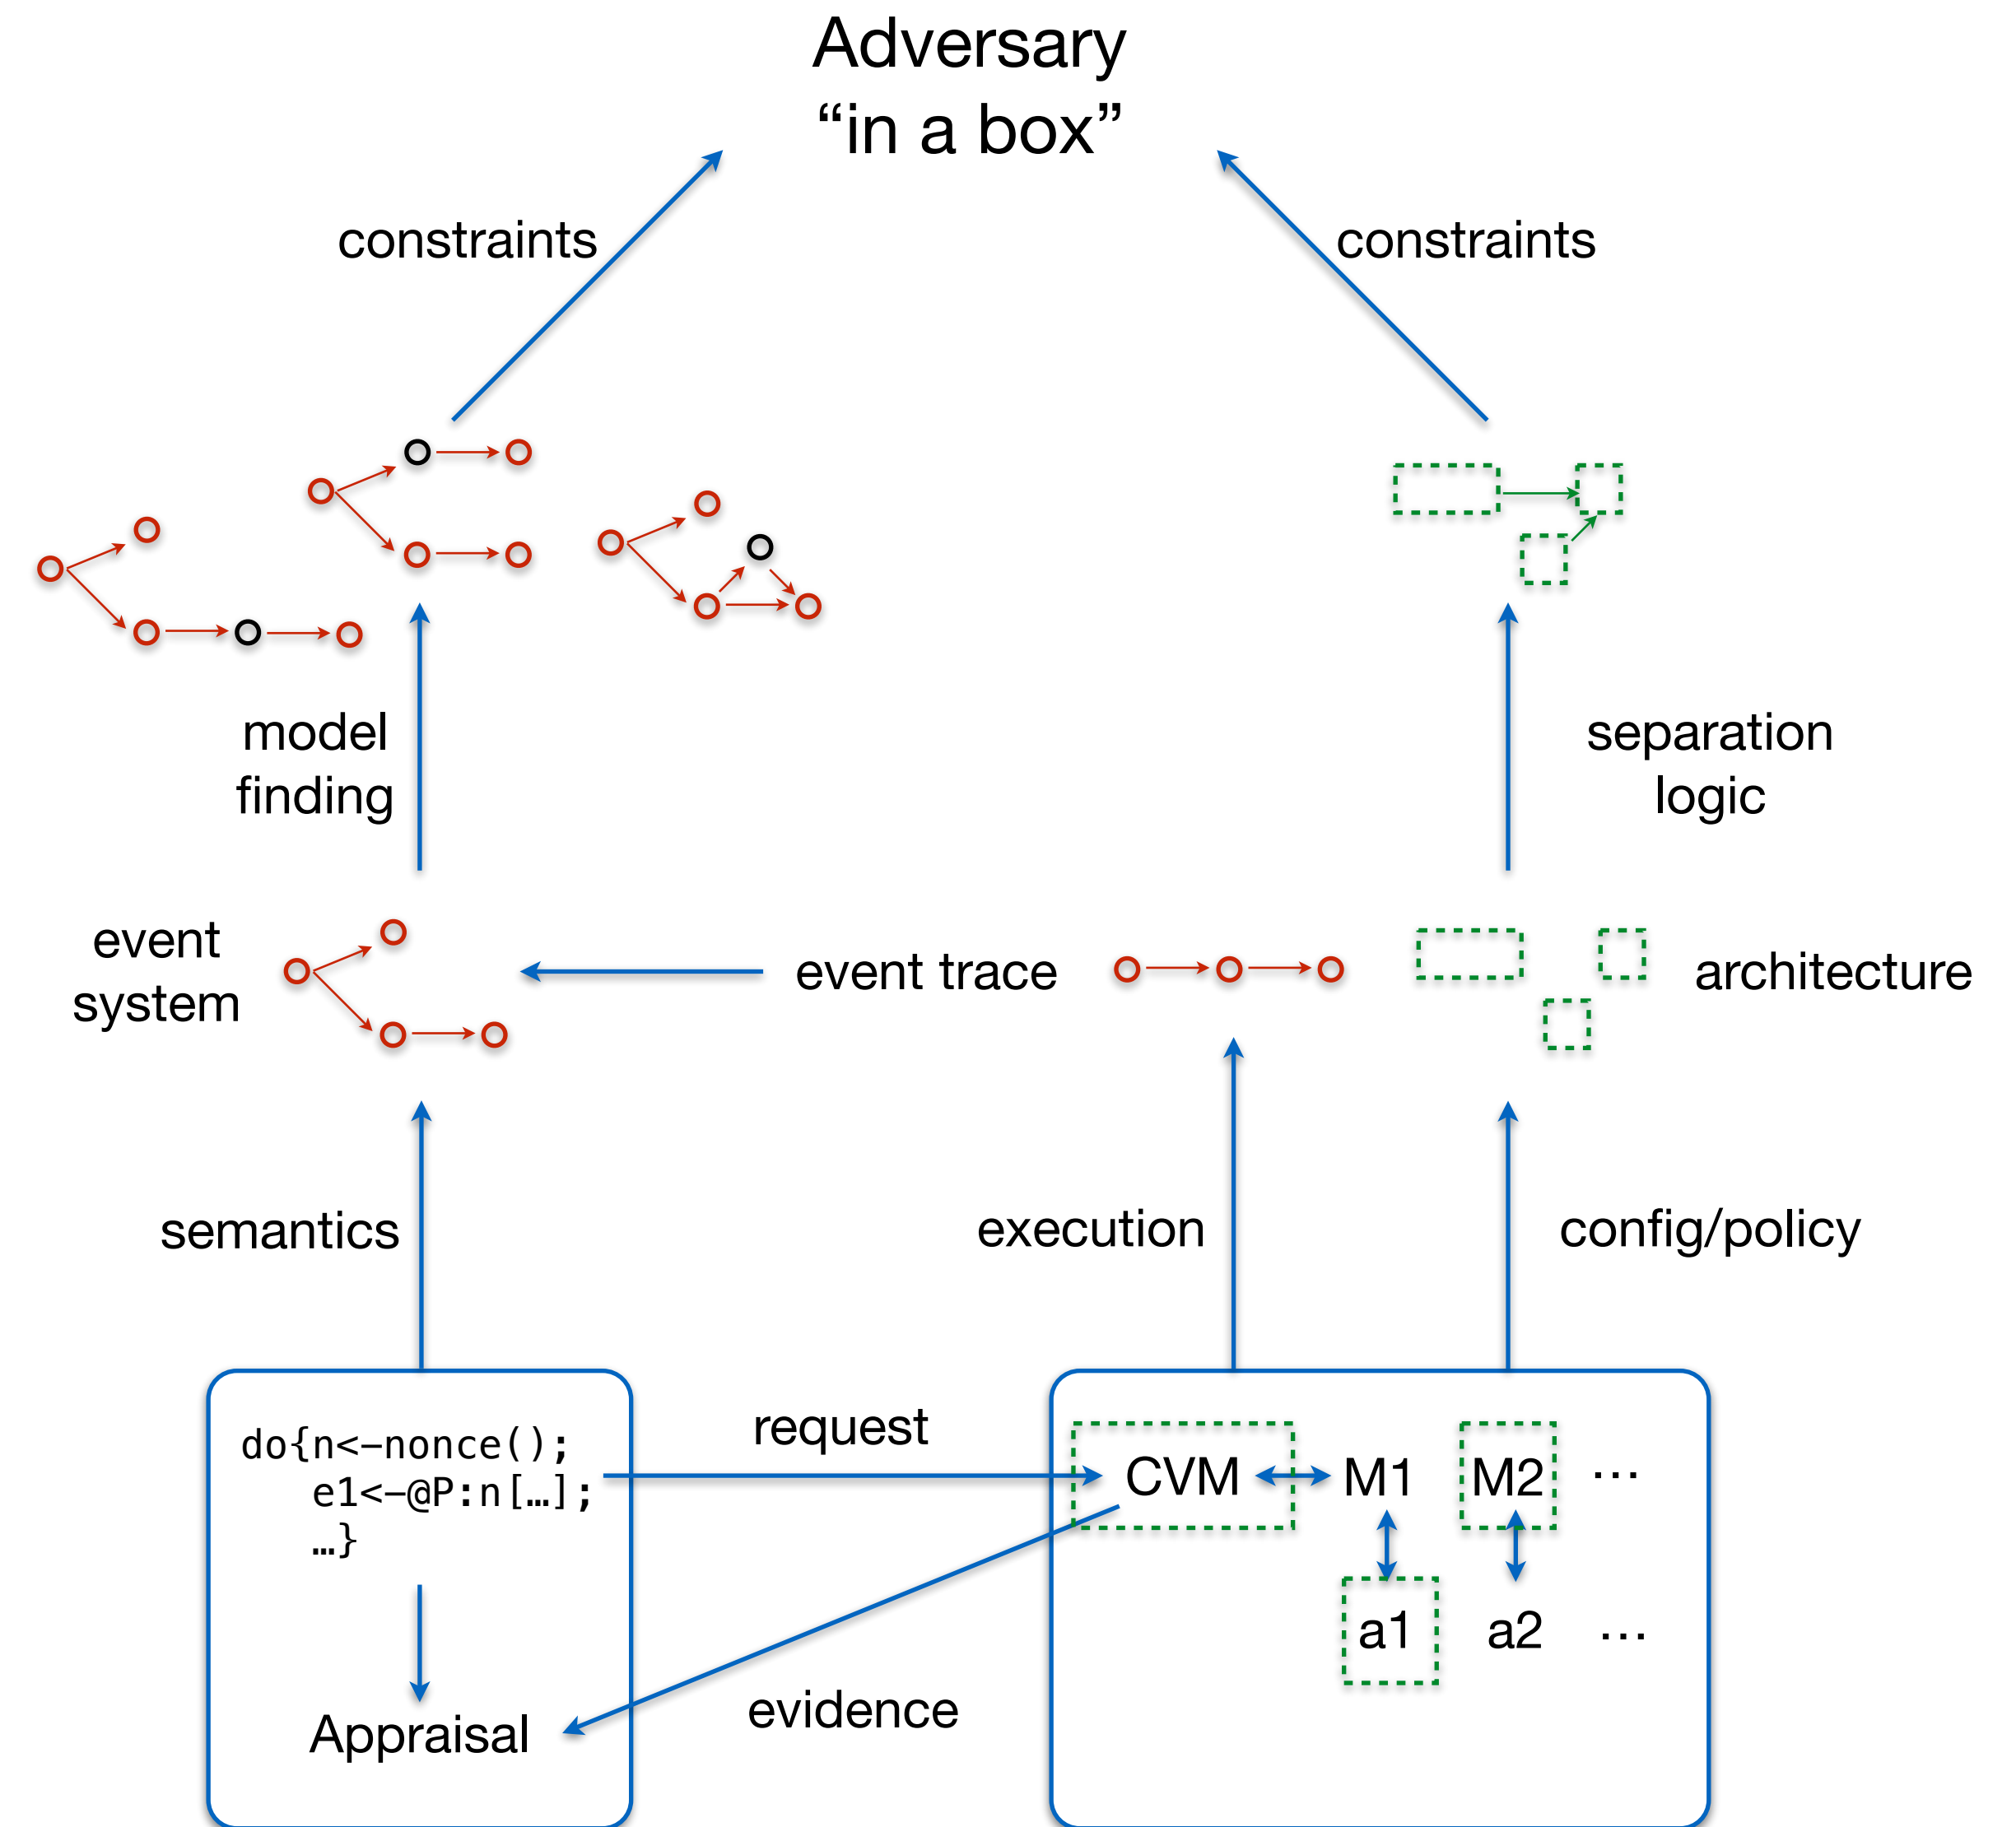 Adversary
“in a box”
constraints
constraints
model
finding
separation
logic
event
system
event trace
architecture
semantics
execution
config/policy
do{n<-nonce();
e1<-@P:n[…];
…}
request
CVM
M1
M2
…
a1
a2
…
evidence
Appraisal